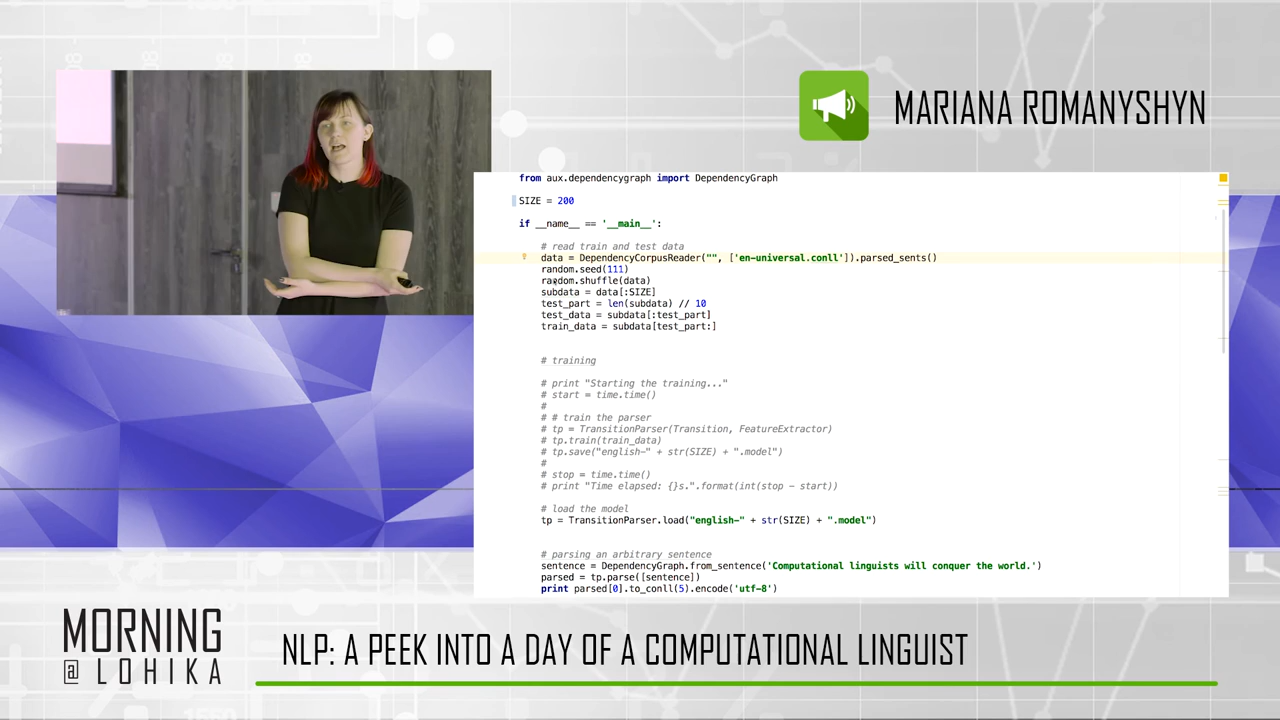 MARIANA ROMANYSHYN
from aux.dependencygraph import DependencyGraph
SIZE = 200
if __name__ == '__main__':
# read train and test data
data = DependencyCorpusReader("", ['en-universal.conll']).parsed_sents()
random.seed(111)
random.shuffle(data)
subdata = data[:SIZE]
test_part = len(subdata) // 10
test_data = subdata[:test_part]
train_data = subdata[test_part:]
# training
# print "Starting the training..."
# start = time.time()
#
# # train the parser
# tp = TransitionParser(Transition, FeatureExtractor)
# tp.train(train_data)
# tp.save("english-" + str(SIZE) + ".model")
#
# stop = time.time()
# print "Time elapsed: {}s.".format(int(stop - start))
# load the model
tp = TransitionParser.load("english-" + str(SIZE) + ".model")
# parsing an arbitrary sentence
sentence = DependencyGraph.from_sentence('Computational linguists will conquer the world.')
parsed = tp.parse([sentence])
print parsed[0].to_conll(5).encode('utf-8')
MORNING
@ LOHIKA
NLP: A PEEK INTO A DAY OF A COMPUTATIONAL LINGUIST